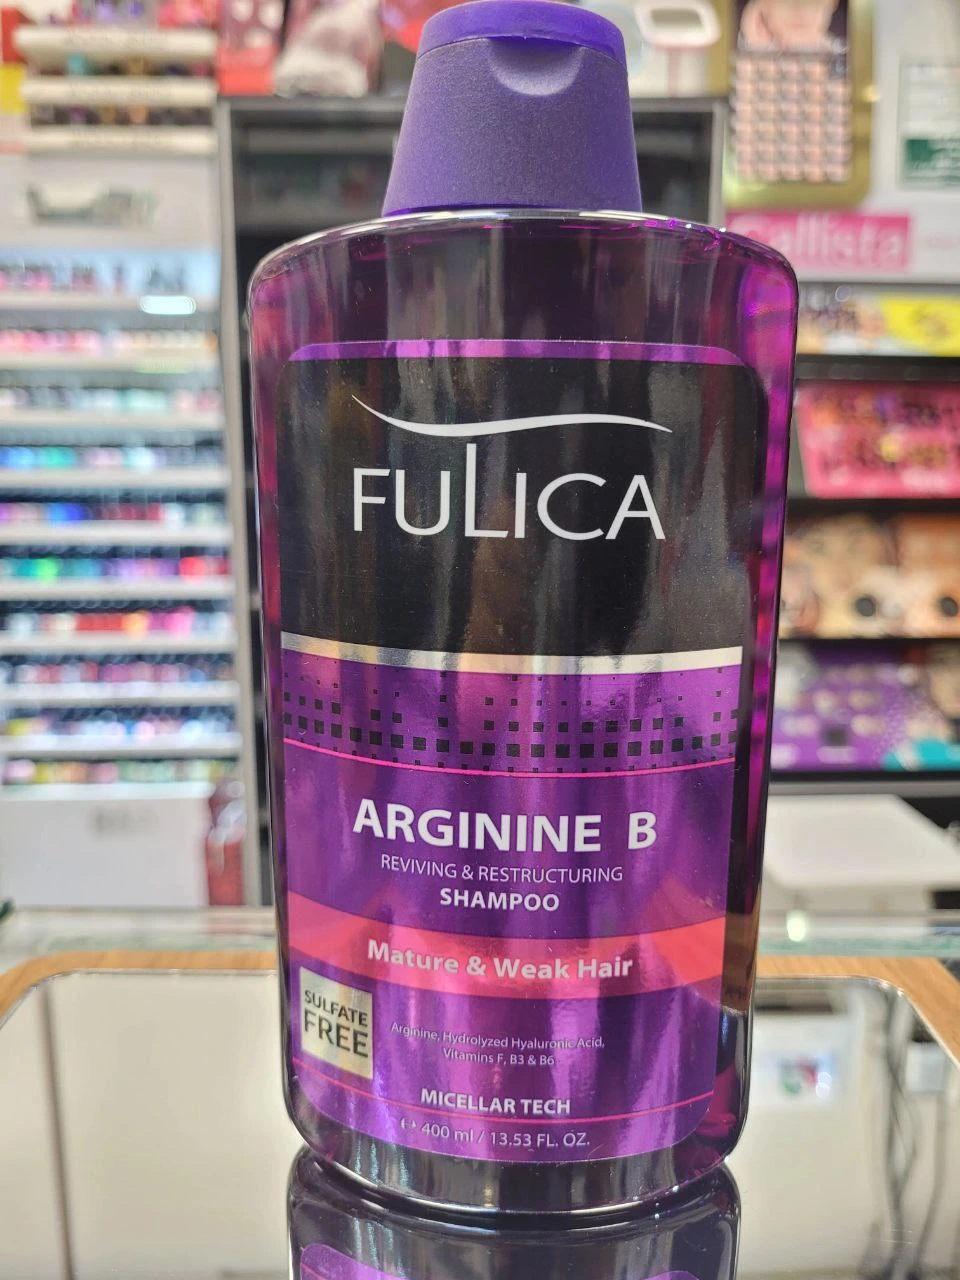 Callista
FULICA
ARGININE B
REVIVING & RESTRUCTURING
SHAMPOO
Mature & Weak Hair
SULFATE
FREE
Arginine, Hydrolyzed Hyaluronic Acid,
Vitamins F, B3 & B6
MICELLAR TECH
400 ml / 13.53 FL. OZ.